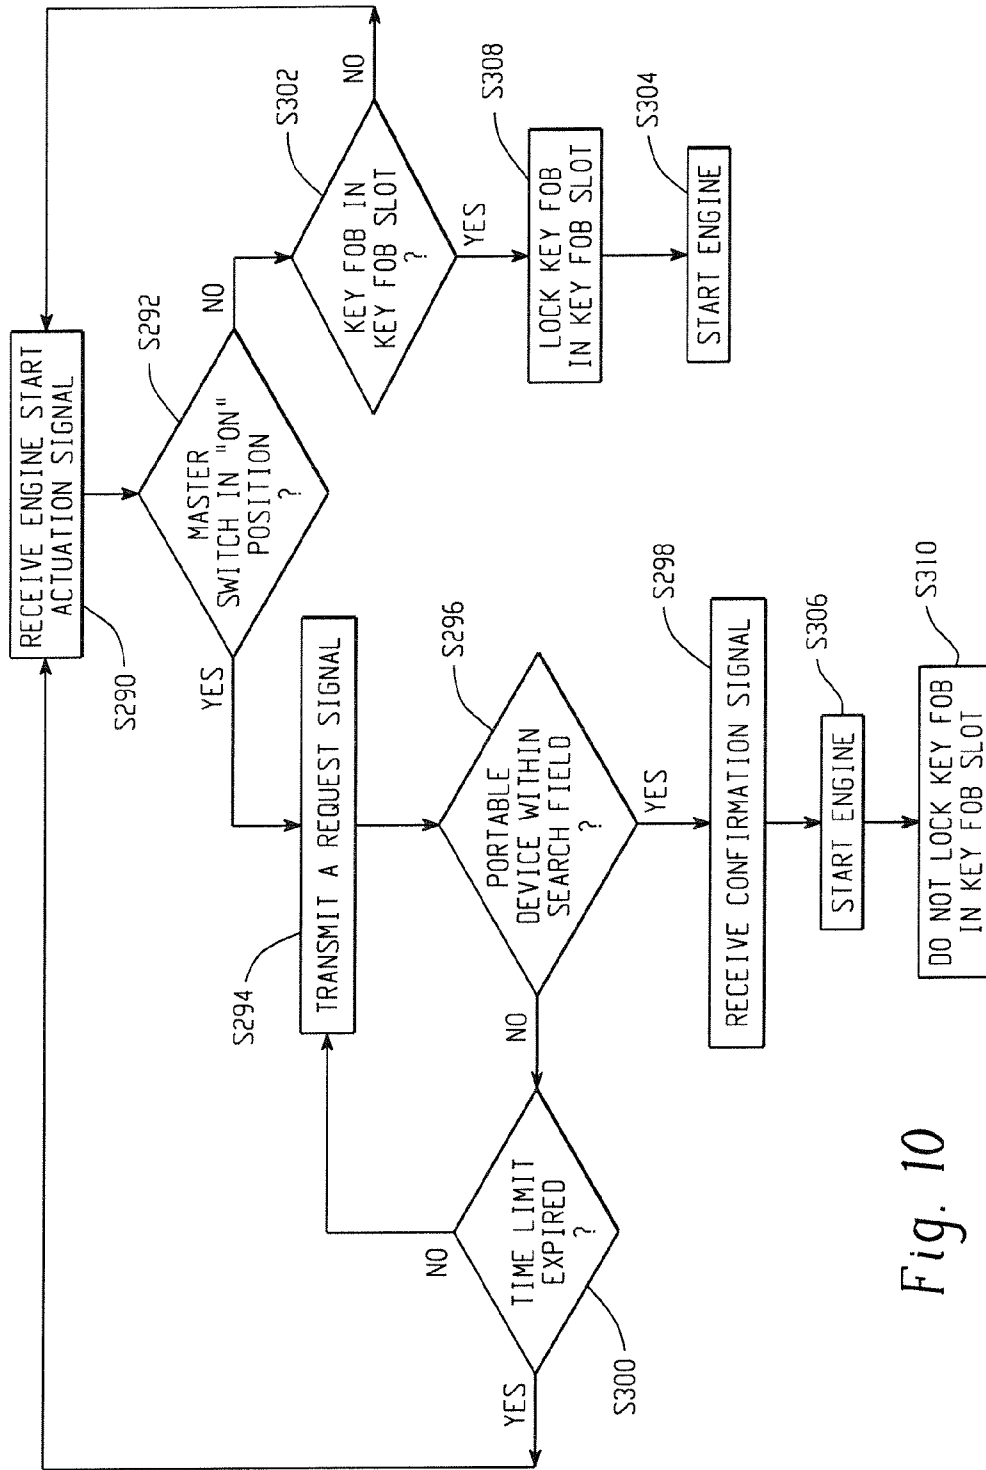 RECEIVE ENGINE START
ACTUATION SIGNAL
S290
MASTER
SWITCH IN "ON"
POSITION
?
S292
YES
NO
TRANSMIT A REQUEST SIGNAL
S294
KEY FOB IN
KEY FOB SLOT
?
S302
NO
YES
PORTABLE
DEVICE WITHIN
SEARCH FIELD
?
S296
NO
YES
TIME LIMIT
EXPIRED
?
S300
NO
YES
LOCK KEY FOB
IN KEY FOB SLOT
S308
START ENGINE
S304
RECEIVE CONFIRMATION SIGNAL
S298
START ENGINE
S306
DO NOT LOCK KEY FOB
IN KEY FOB SLOT
S310
Fig. 10